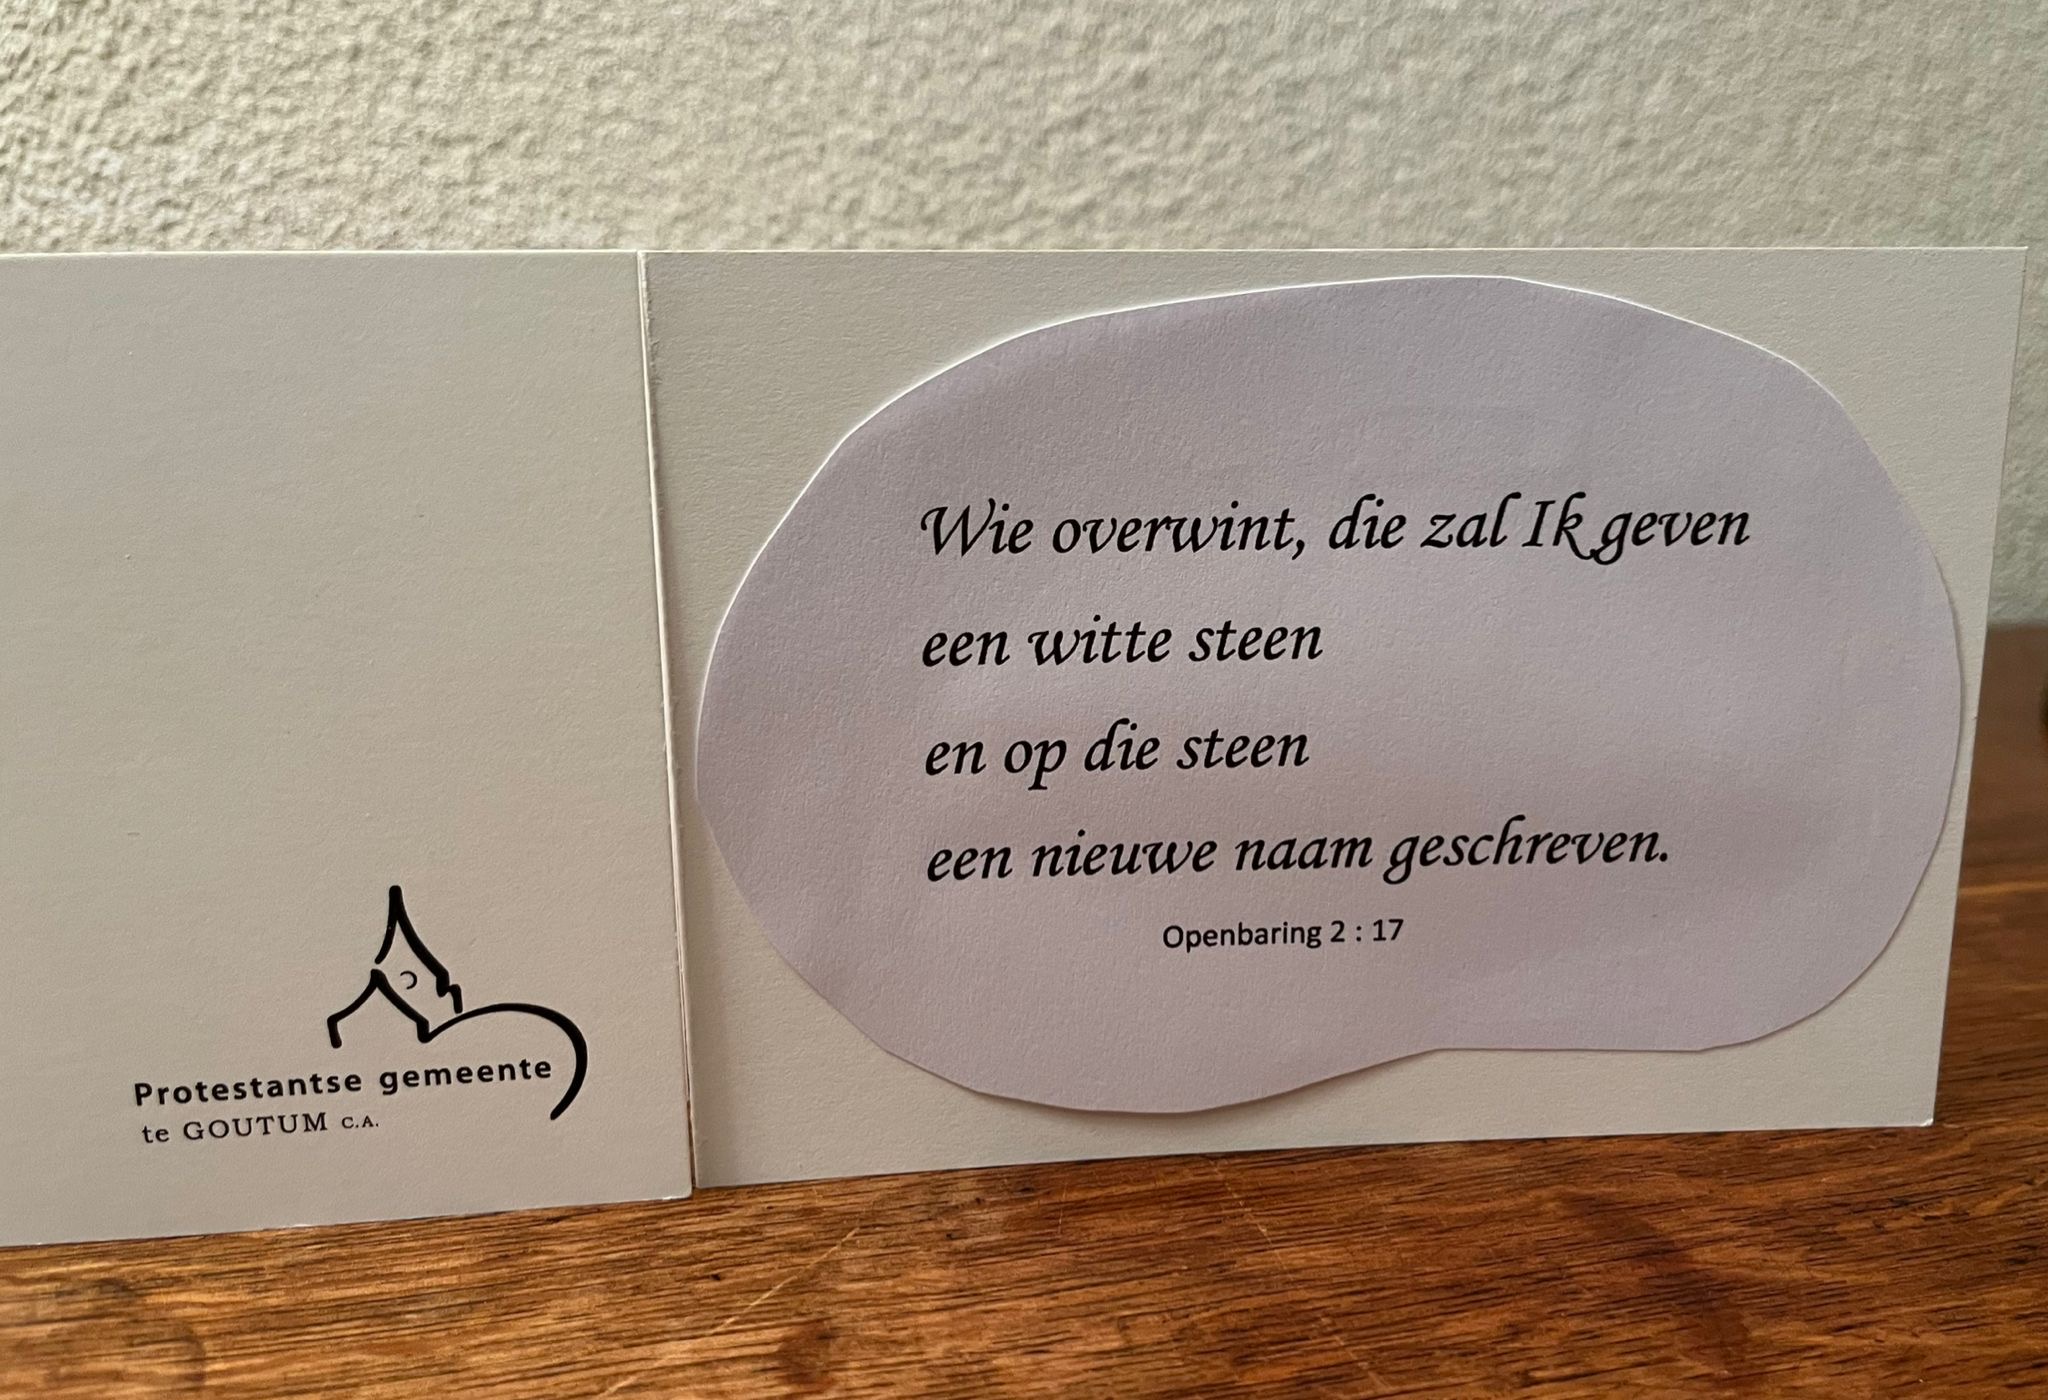 Protestantse gemeente
te GOUTUM C.A.
Wie overwint, die zal Ik geven
een witte steen
en op die steen
een nieuwe naam geschreven.
Openbaring 2 : 17